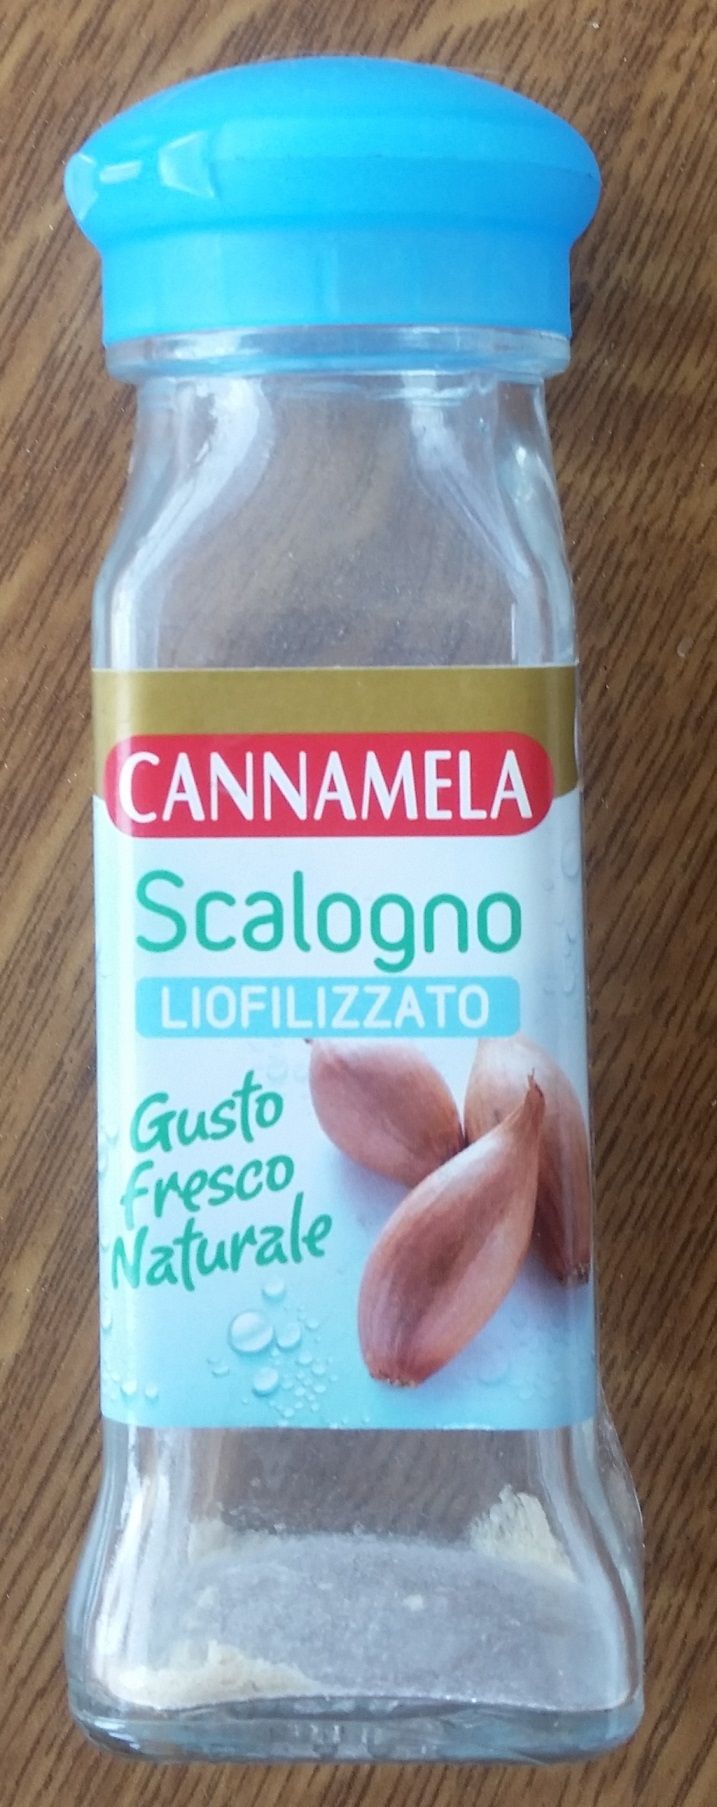 CANNAMELA
Scalogno
LIOFILIZZATO
Gusto
fresco
Naturale